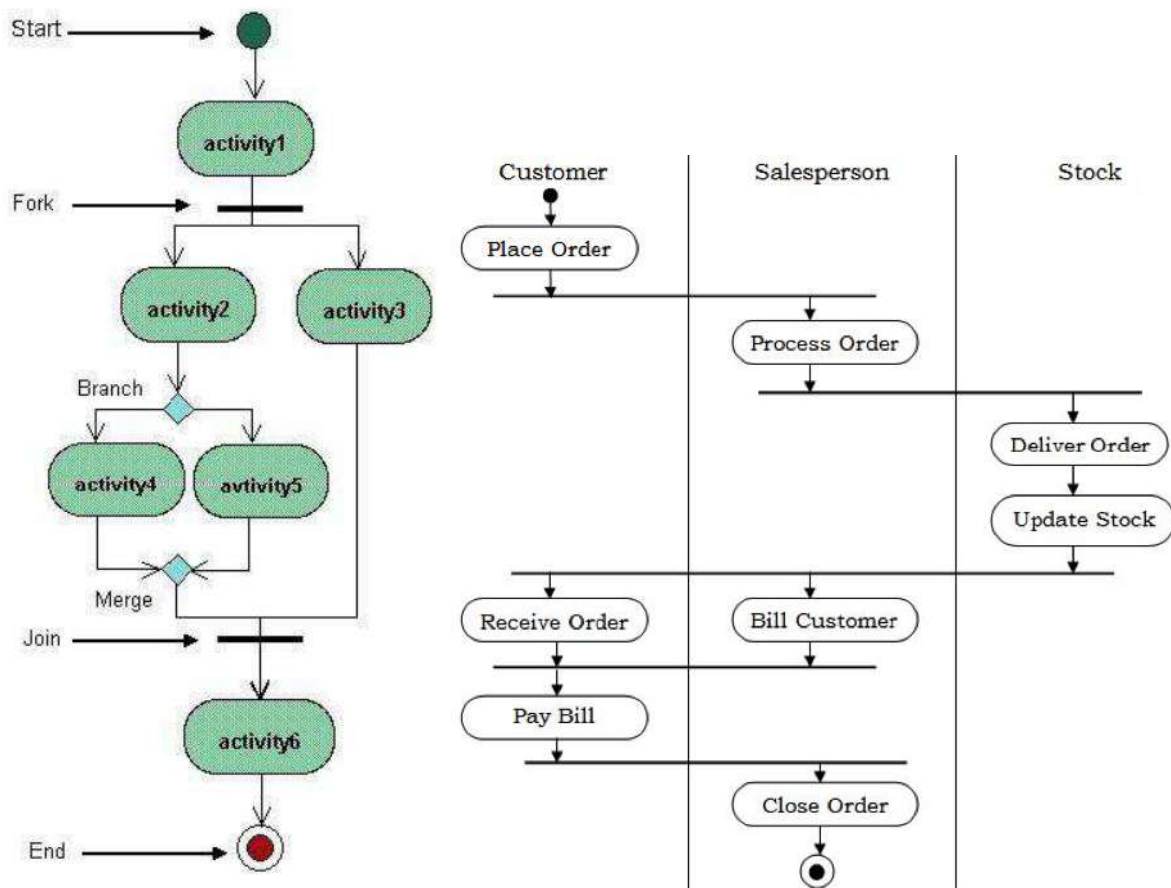 Start
activity1
Fork
activity2
activity3
Branch
activity4
avtivity5
Merge
Join
activity6
End
Customer
Salesperson
Stock
Place Order
Process Order
Deliver Order
Update Stock
Receive Order
Bill Customer
Pay Bill
Close Order